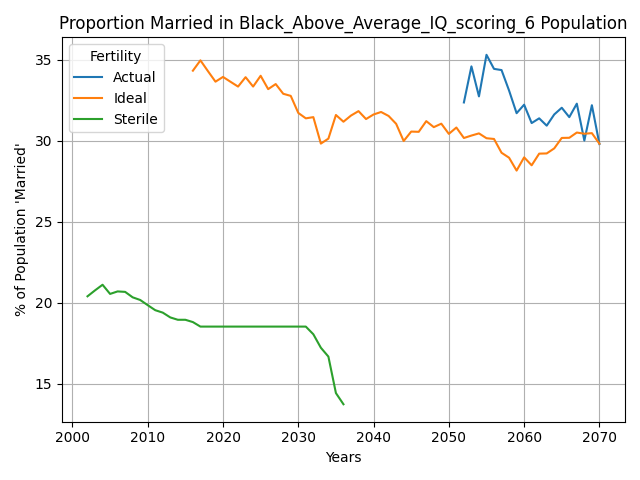 Proportion Married in Black_Above_Average_IQ_scoring_6 Population
Fertility
Actual
Ideal
Sterile
% of Population 'Married'
35
30
25
20
15
2000 2010 2020 2030 2040 2050 2060 2070
Years